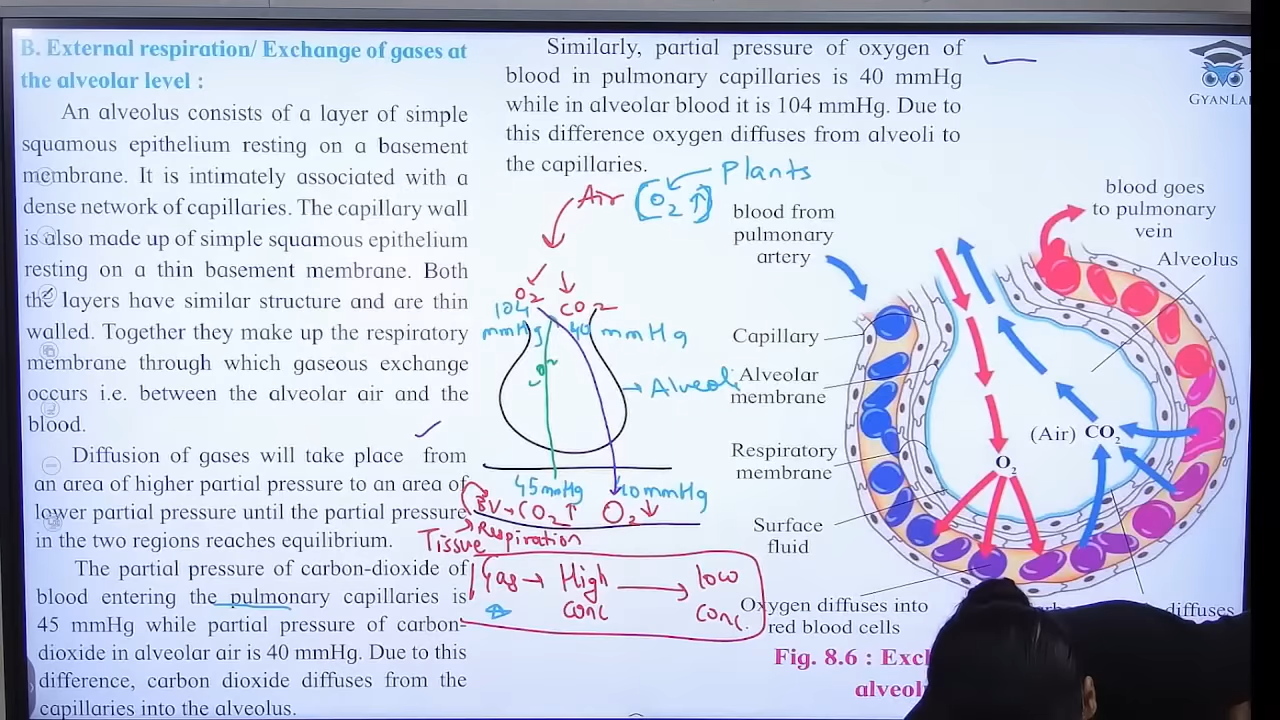 B. External respiration/ Exchange of gases at
the alveolar level :
An alveolus consists of a layer of simple
squamous epithelium resting on a basement
membrane. It is intimately associated with a
dense network of capillaries. The capillary wall
is also made up of simple squamous epithelium
resting on a thin basement membrane. Both
the layers have similar structure and are thin
walled. Together they make up the respiratory
membrane through which gaseous exchange
occurs i.e. between the alveolar air and the
blood.
Diffusion of gases will take place from
an area of higher partial pressure to an area of
lower partial pressure until the partial pressure
in the two regions reaches equilibrium.
The partial pressure of carbon-dioxide of
blood entering the pulmonary capillaries is
45 mmHg while partial pressure of carbon-
dioxide in alveolar air is 40 mmHg. Due to this
difference, carbon dioxide diffuses from the
capillaries into the alveolus.
Similarly, partial pressure of oxygen of
blood in pulmonary capillaries is 40 mmHg
while in alveolar blood it is 104 mmHg. Due to
this difference oxygen diffuses from alveoli to
the capillaries.
Plants
Air [O2 ↑]
O2 CO2
104
mmHg 40 mmHg
O2
Alveoli
45mmHg 40mmHg
BV → CO2 ↑ O2 ↓
Respiration
Tissue
Gas → High → low
conc conc.
GYANLA
blood goes
to pulmonary
vein
blood from
pulmonary
artery
Alveolus
Capillary
Alveolar
membrane
(Air) CO2
Respiratory
membrane
O2
Surface
fluid
Oxygen diffuses into
red blood cells
diffuses
Fig. 8.6 :